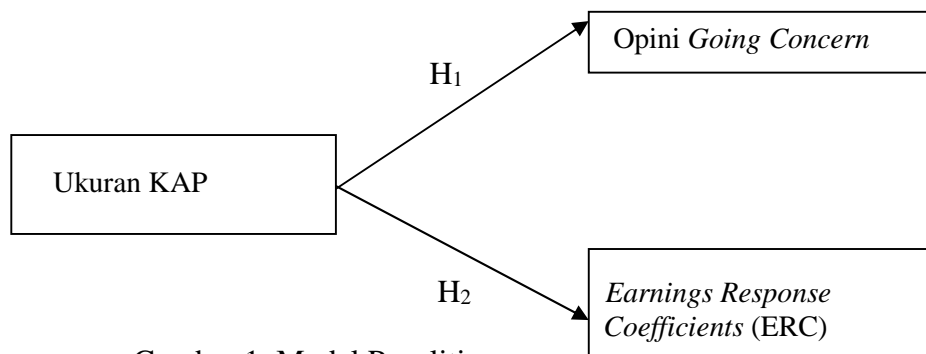 Opini Going Concern
H1
Ukuran KAP
H2
Earnings Response
Coefficients (ERC)